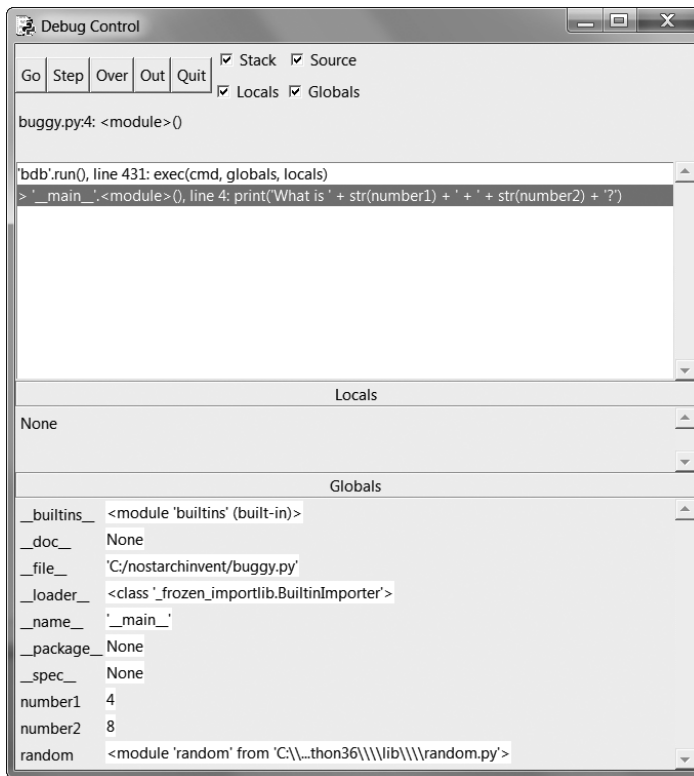 Debug Control
Go Step Over Out Quit
Stack Source
Locals Globals
buggy.py:4: <module>()
'bdb'.run(), line 431: exec(cmd, globals, locals)
> '__main__'.<module>(), line 4: print('What is ' + str(number1) + ' + ' + str(number2) + '?')
Locals
None
Globals
__builtins__ <module 'builtins' (built-in)>
__doc__ None
__file__ 'C:/nostarchinvent/buggy.py'
__loader__ <class '_frozen_importlib.BuiltinImporter'>
__name__ '__main__'
__package__ None
__spec__ None
number1 4
number2 8
random <module 'random' from 'C:\\...thon36\\\\lib\\\\random.py'>